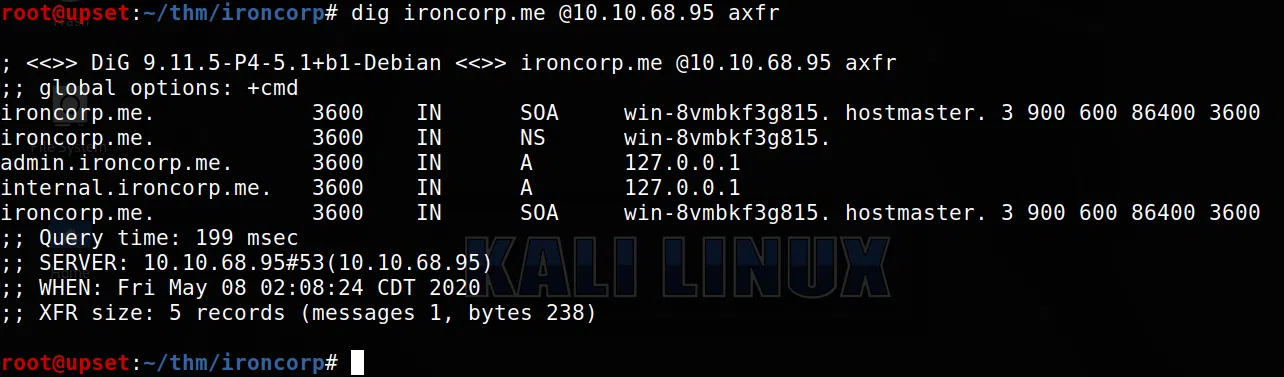 root@upset:~/thm/ironcorp# dig ironcorp.me @10.10.68.95 axfr
; <<>> DiG 9.11.5-P4-5.1+b1-Debian <<>> ironcorp.me @10.10.68.95 axfr
;; global options: +cmd
ironcorp.me. 3600 IN SOA win-8vmbkf3g815. hostmaster. 3 900 600 86400 3600
ironcorp.me. 3600 IN NS win-8vmbkf3g815.
admin.ironcorp.me. 3600 IN A 127.0.0.1
internal.ironcorp.me. 3600 IN A 127.0.0.1
ironcorp.me. 3600 IN SOA win-8vmbkf3g815. hostmaster. 3 900 600 86400 3600
;; Query time: 199 msec
;; SERVER: 10.10.68.95#53(10.10.68.95)
;; WHEN: Fri May 08 02:08:24 CDT 2020
;; XFR size: 5 records (messages 1, bytes 238)
root@upset:~/thm/ironcorp#
KALI LINUX
File System
Home